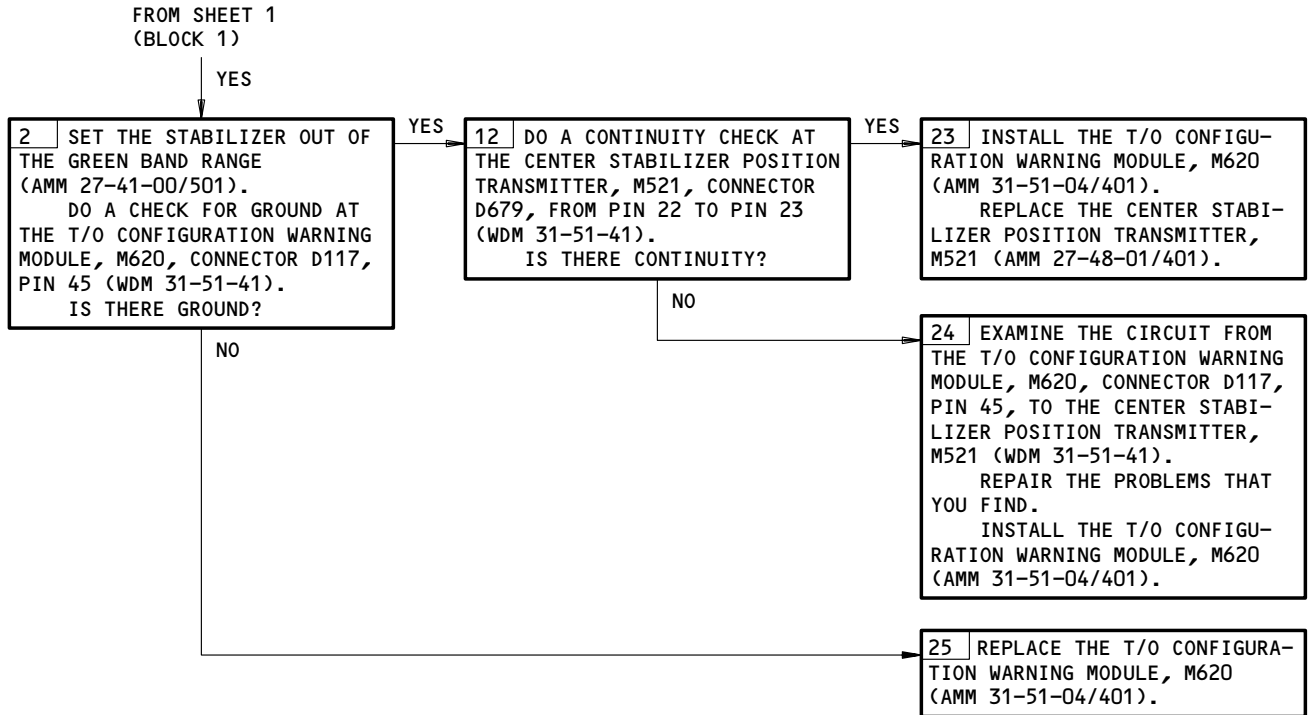 FROM SHEET 1
(BLOCK 1)
YES
2 SET THE STABILIZER OUT OF
THE GREEN BAND RANGE
(AMM 27-41-00/501).
DO A CHECK FOR GROUND AT
THE T/O CONFIGURATION WARNING
MODULE, M620, CONNECTOR D117,
PIN 45 (WDM 31-51-41).
IS THERE GROUND?
YES
NO
12 DO A CONTINUITY CHECK AT
THE CENTER STABILIZER POSITION
TRANSMITTER, M521, CONNECTOR
D679, FROM PIN 22 TO PIN 23
(WDM 31-51-41).
IS THERE CONTINUITY?
YES
NO
23 INSTALL THE T/O CONFIGU-
RATION WARNING MODULE, M620
(AMM 31-51-04/401).
REPLACE THE CENTER STABI-
LIZER POSITION TRANSMITTER,
M521 (AMM 27-48-01/401).
24 EXAMINE THE CIRCUIT FROM
THE T/O CONFIGURATION WARNING
MODULE, M620, CONNECTOR D117,
PIN 45, TO THE CENTER STABI-
LIZER POSITION TRANSMITTER,
M521 (WDM 31-51-41).
REPAIR THE PROBLEMS THAT
YOU FIND.
INSTALL THE T/O CONFIGU-
RATION WARNING MODULE, M620
(AMM 31-51-04/401).
25 REPLACE THE T/O CONFIGURA-
TION WARNING MODULE, M620
(AMM 31-51-04/401).